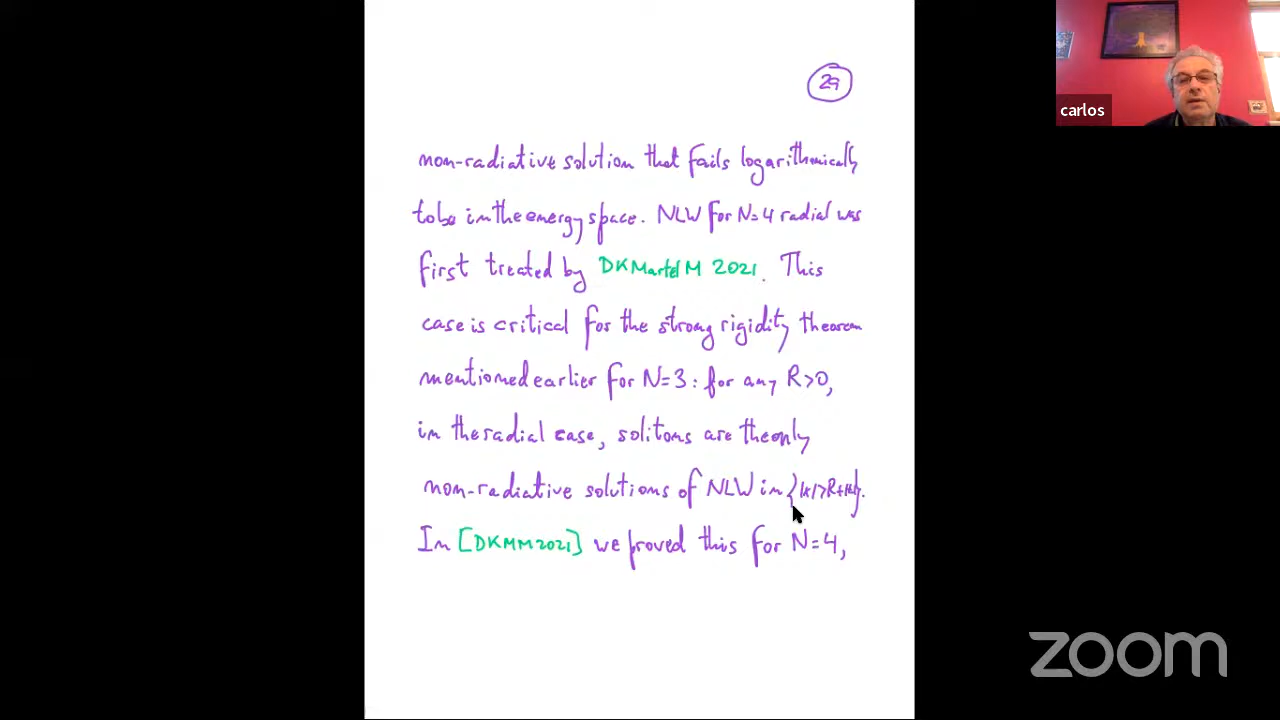 29
non-radiative solution that fails logarithmically
to be in the energy space. NLW for N=4 radial was
first treated by DKMartelM 2021. This
case is critical for the strong rigidity theorem
mentioned earlier for N=3: for any R>0,
in the radial case, solitons are the only
non-radiative solutions of NLW in {|x|>R+|t|}.
In [DKMM2021] we proved this for N=4,
carlos
zoom